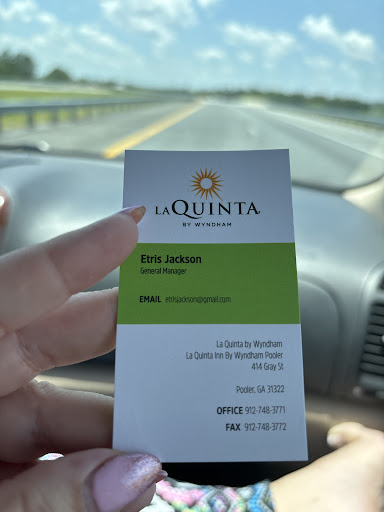 LA QUINTA
BY WYNDHAM
Etris Jackson
General Manager
EMAIL etrisjackson@gmail.com
La Quinta by Wyndham
La Quinta Inn By Wyndham Pooler
414 Gray St
Pooler, GA 31322
OFFICE 912-748-3771
FAX 912-748-3772